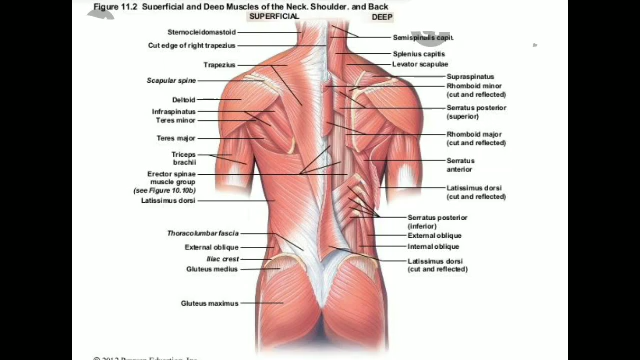 Figure 11.2 Superficial and Deep Muscles of the Neck, Shoulder, and Back
SUPERFICIAL
DEEP
Sternocleidomastoid
Cut edge of right trapezius
Trapezius
Scapular spine
Deltoid
Infraspinatus
Teres minor
Teres major
Triceps
brachii
Erector spinae
muscle group
(see Figure 10.10b)
Latissimus dorsi
Thoracolumbar fascia
External oblique
Iliac crest
Gluteus medius
Gluteus maximus
Semispinalis capit.
Splenius capitis
Levator scapulae
Supraspinatus
Rhomboid minor
(cut and reflected)
Serratus posterior
(superior)
Rhomboid major
(cut and reflected)
Serratus
anterior
Latissimus dorsi
(cut and reflected)
Serratus posterior
(inferior)
External oblique
Internal oblique
Latissimus dorsi
(cut and reflected)